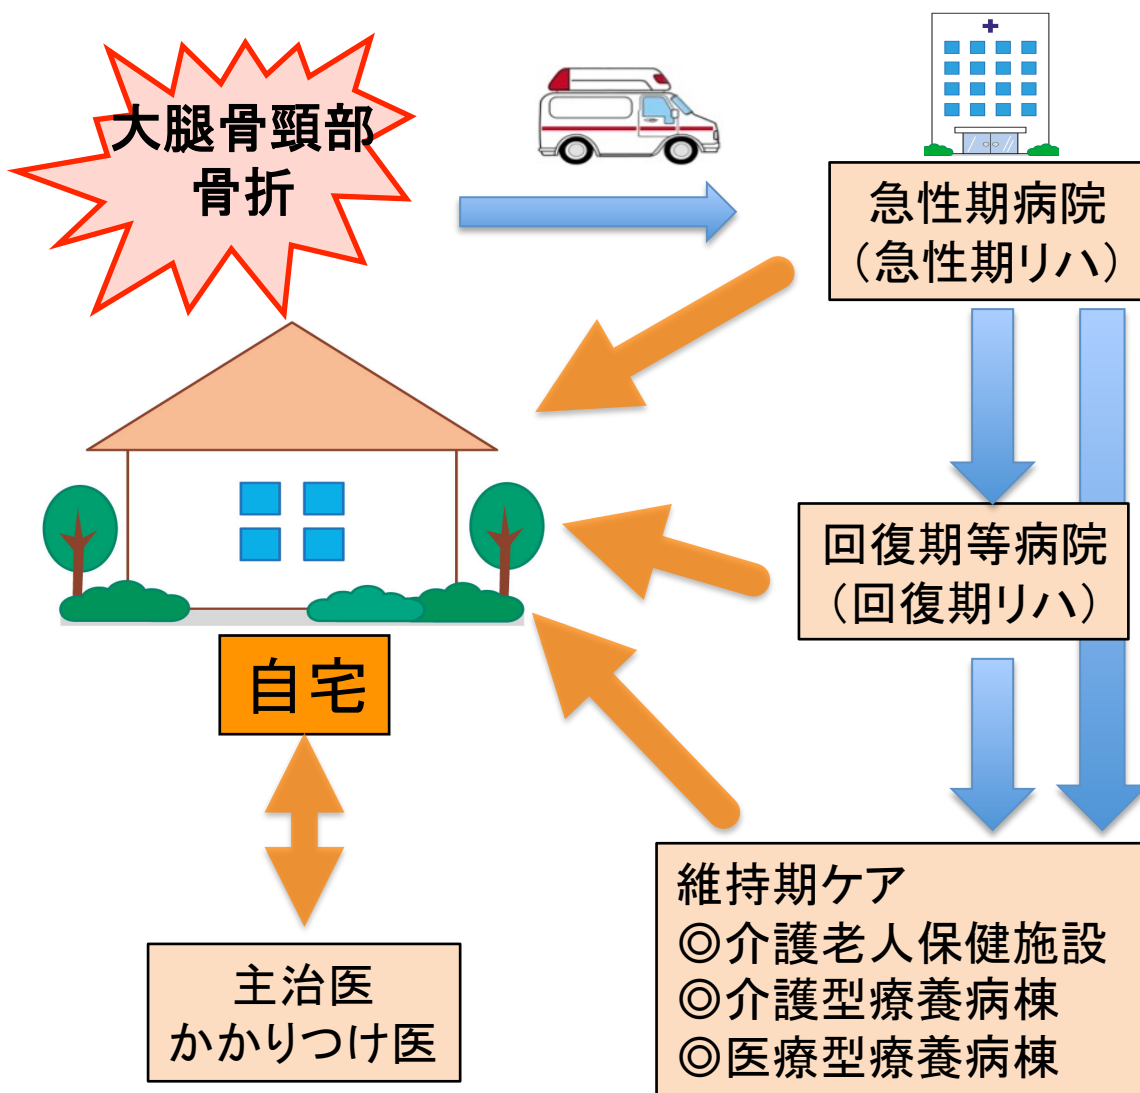 大腿骨頸部
骨折
急性期病院
（急性期リハ）
回復期等病院
（回復期リハ）
自宅
維持期ケア
◎介護老人保健施設
◎介護型療養病棟
◎医療型療養病棟
主治医
かかりつけ医